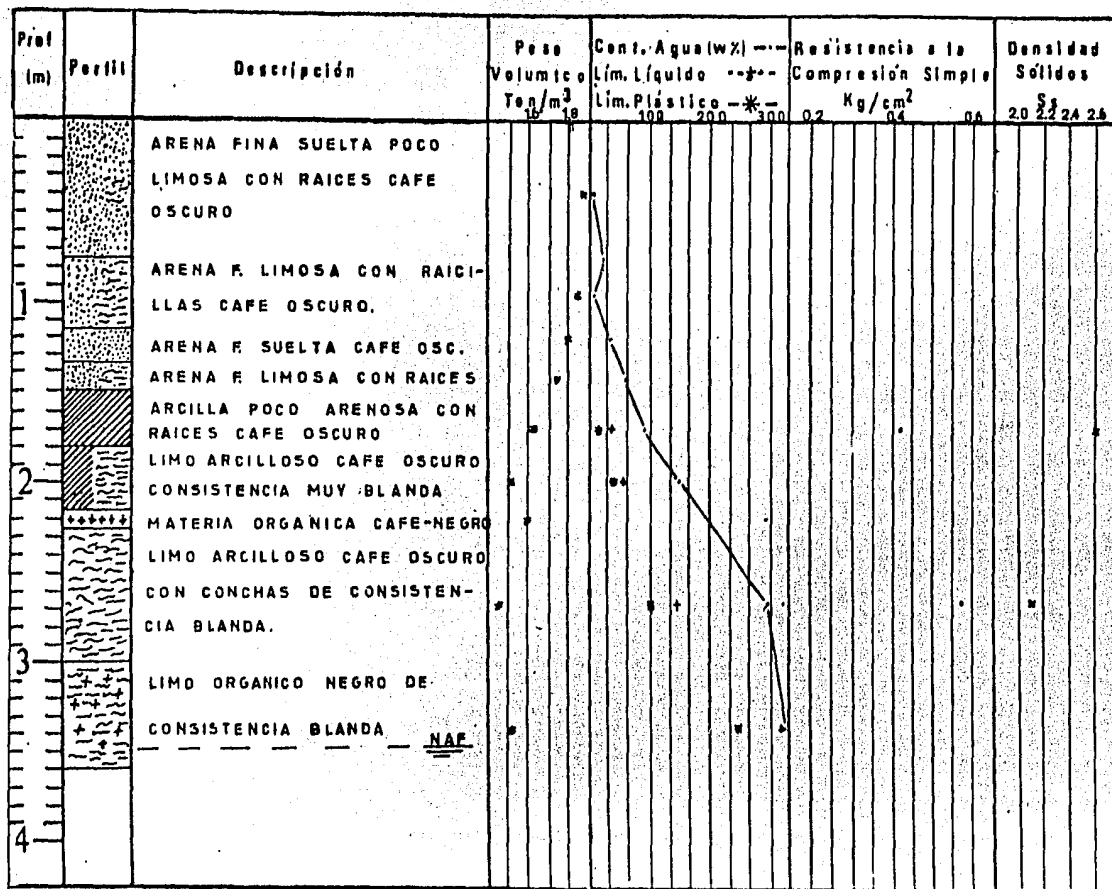 Prof
(m)
Perfil
Descripción
Peso
Volumico
Ton/m³
1.6 1.8
Cont. Agua (w%)
Lím. Líquido
Lím. Plástico
100 200 300
Resistencia a la
Compresión Simple
Kg/cm²
0.2 0.4 0.6
Densidad
Sólidos
Ss
2.0 2.2 2.4 2.6
ARENA FINA SUELTA POCO
LIMOSA CON RAICES CAFE
OSCURO
ARENA F. LIMOSA CON RAICI-
LLAS CAFE OSCURO.
1
ARENA F. SUELTA CAFE OSC.
ARENA F. LIMOSA CON RAICES
ARCILLA POCO ARENOSA CON
RAICES CAFE OSCURO
LIMO ARCILLOSO CAFE OSCURO
2
CONSISTENCIA MUY BLANDA
MATERIA ORGANICA CAFE-NEGRO
LIMO ARCILLOSO CAFE OSCURO
CON CONCHAS DE CONSISTEN-
CIA BLANDA.
3
LIMO ORGANICO NEGRO DE
CONSISTENCIA BLANDA
NAF
4